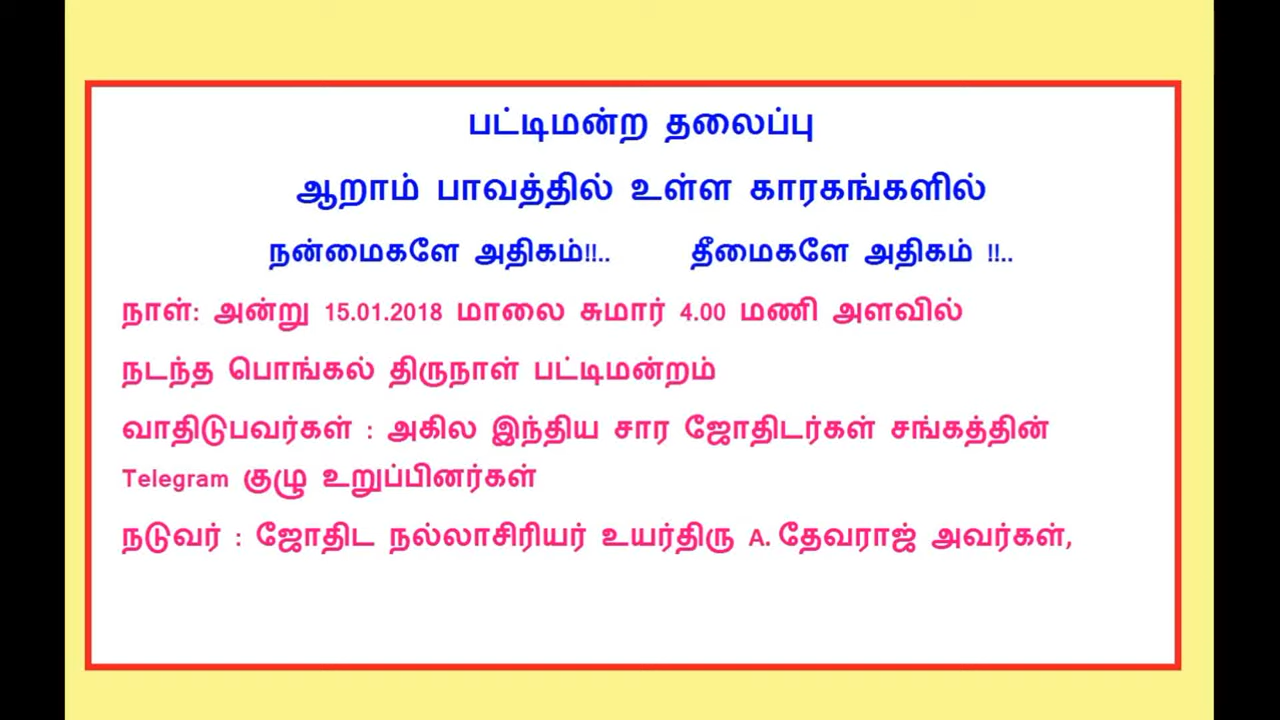 பட்டிமன்ற தலைப்பு
ஆறாம் பாவத்தில் உள்ள காரகங்களில்
நன்மைகளே அதிகம்!!.. தீமைகளே அதிகம் !!..
நாள்: அன்று 15.01.2018 மாலை சுமார் 4.00 மணி அளவில்
நடந்த பொங்கல் திருநாள் பட்டிமன்றம்
வாதிடுபவர்கள் : அகில இந்திய சார ஜோதிடர்கள் சங்கத்தின்
Telegram குழு உறுப்பினர்கள்
நடுவர் : ஜோதிட நல்லாசிரியர் உயர்திரு A. தேவராஜ் அவர்கள்,